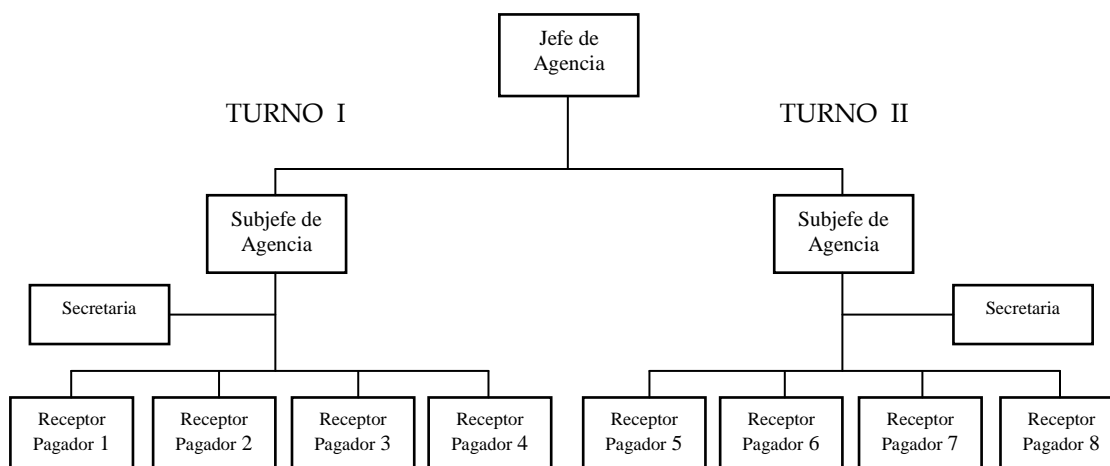 Jefe de
Agencia
TURNO I
TURNO II
Subjefe de
Agencia
Subjefe de
Agencia
Secretaria
Secretaria
Receptor
Pagador 1
Receptor
Pagador 2
Receptor
Pagador 3
Receptor
Pagador 4
Receptor
Pagador 5
Receptor
Pagador 6
Receptor
Pagador 7
Receptor
Pagador 8